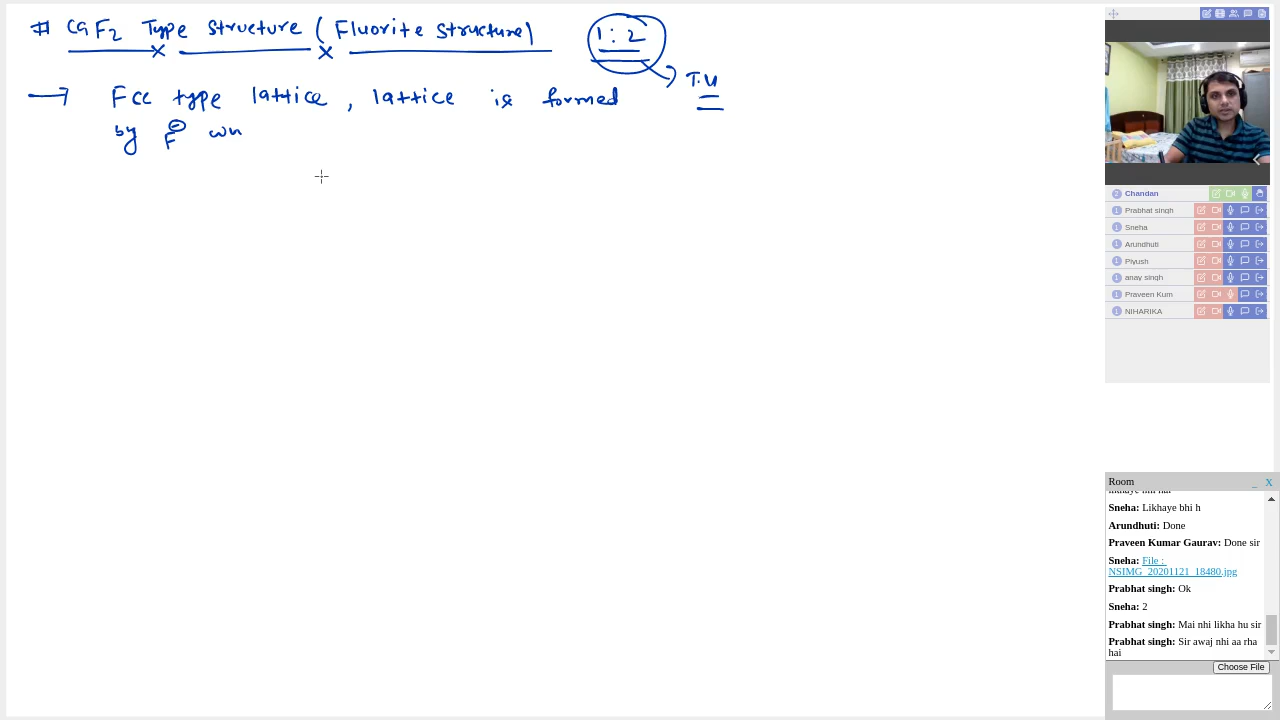 # CaF2 Type Structure ( Fluorite Structure) 1 : 2
→ Fcc type lattice , lattice is formed T.V
by F⊖ wh
Chandan
Prabhat singh
Sneha
Arundhuti
Piyush
anay singh
Praveen Kum
NIHARIKA
Room _ X
Sneha: Likhaye bhi h
Arundhuti: Done
Praveen Kumar Gaurav: Done sir
Sneha: File :
NSIMG_20201121_18480.jpg
Prabhat singh: Ok
Sneha: 2
Prabhat singh: Mai nhi likha hu sir
Prabhat singh: Sir awaj nhi aa rha
hai
Choose File